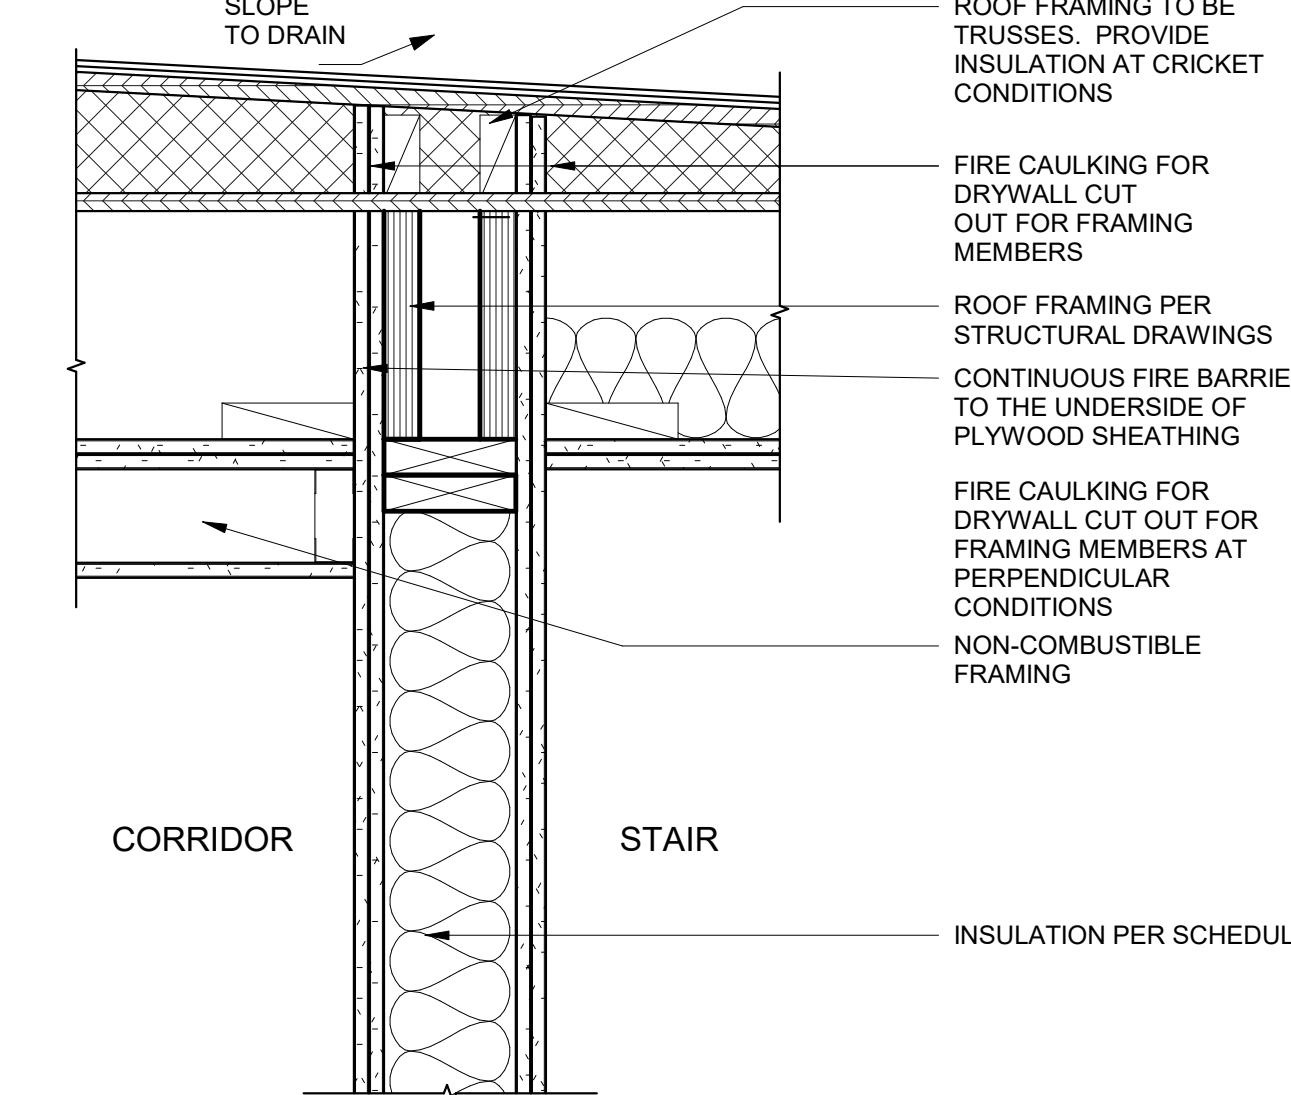 SLOPE
TO DRAIN
ROOF FRAMING TO BE
TRUSSES. PROVIDE
INSULATION AT CRICKET
CONDITIONS
FIRE CAULKING FOR
DRYWALL CUT
OUT FOR FRAMING
MEMBERS
ROOF FRAMING PER
STRUCTURAL DRAWINGS
CONTINUOUS FIRE BARRIE
TO THE UNDERSIDE OF
PLYWOOD SHEATHING
FIRE CAULKING FOR
DRYWALL CUT OUT FOR
FRAMING MEMBERS AT
PERPENDICULAR
CONDITIONS
NON-COMBUSTIBLE
FRAMING
CORRIDOR
STAIR
INSULATION PER SCHEDUL